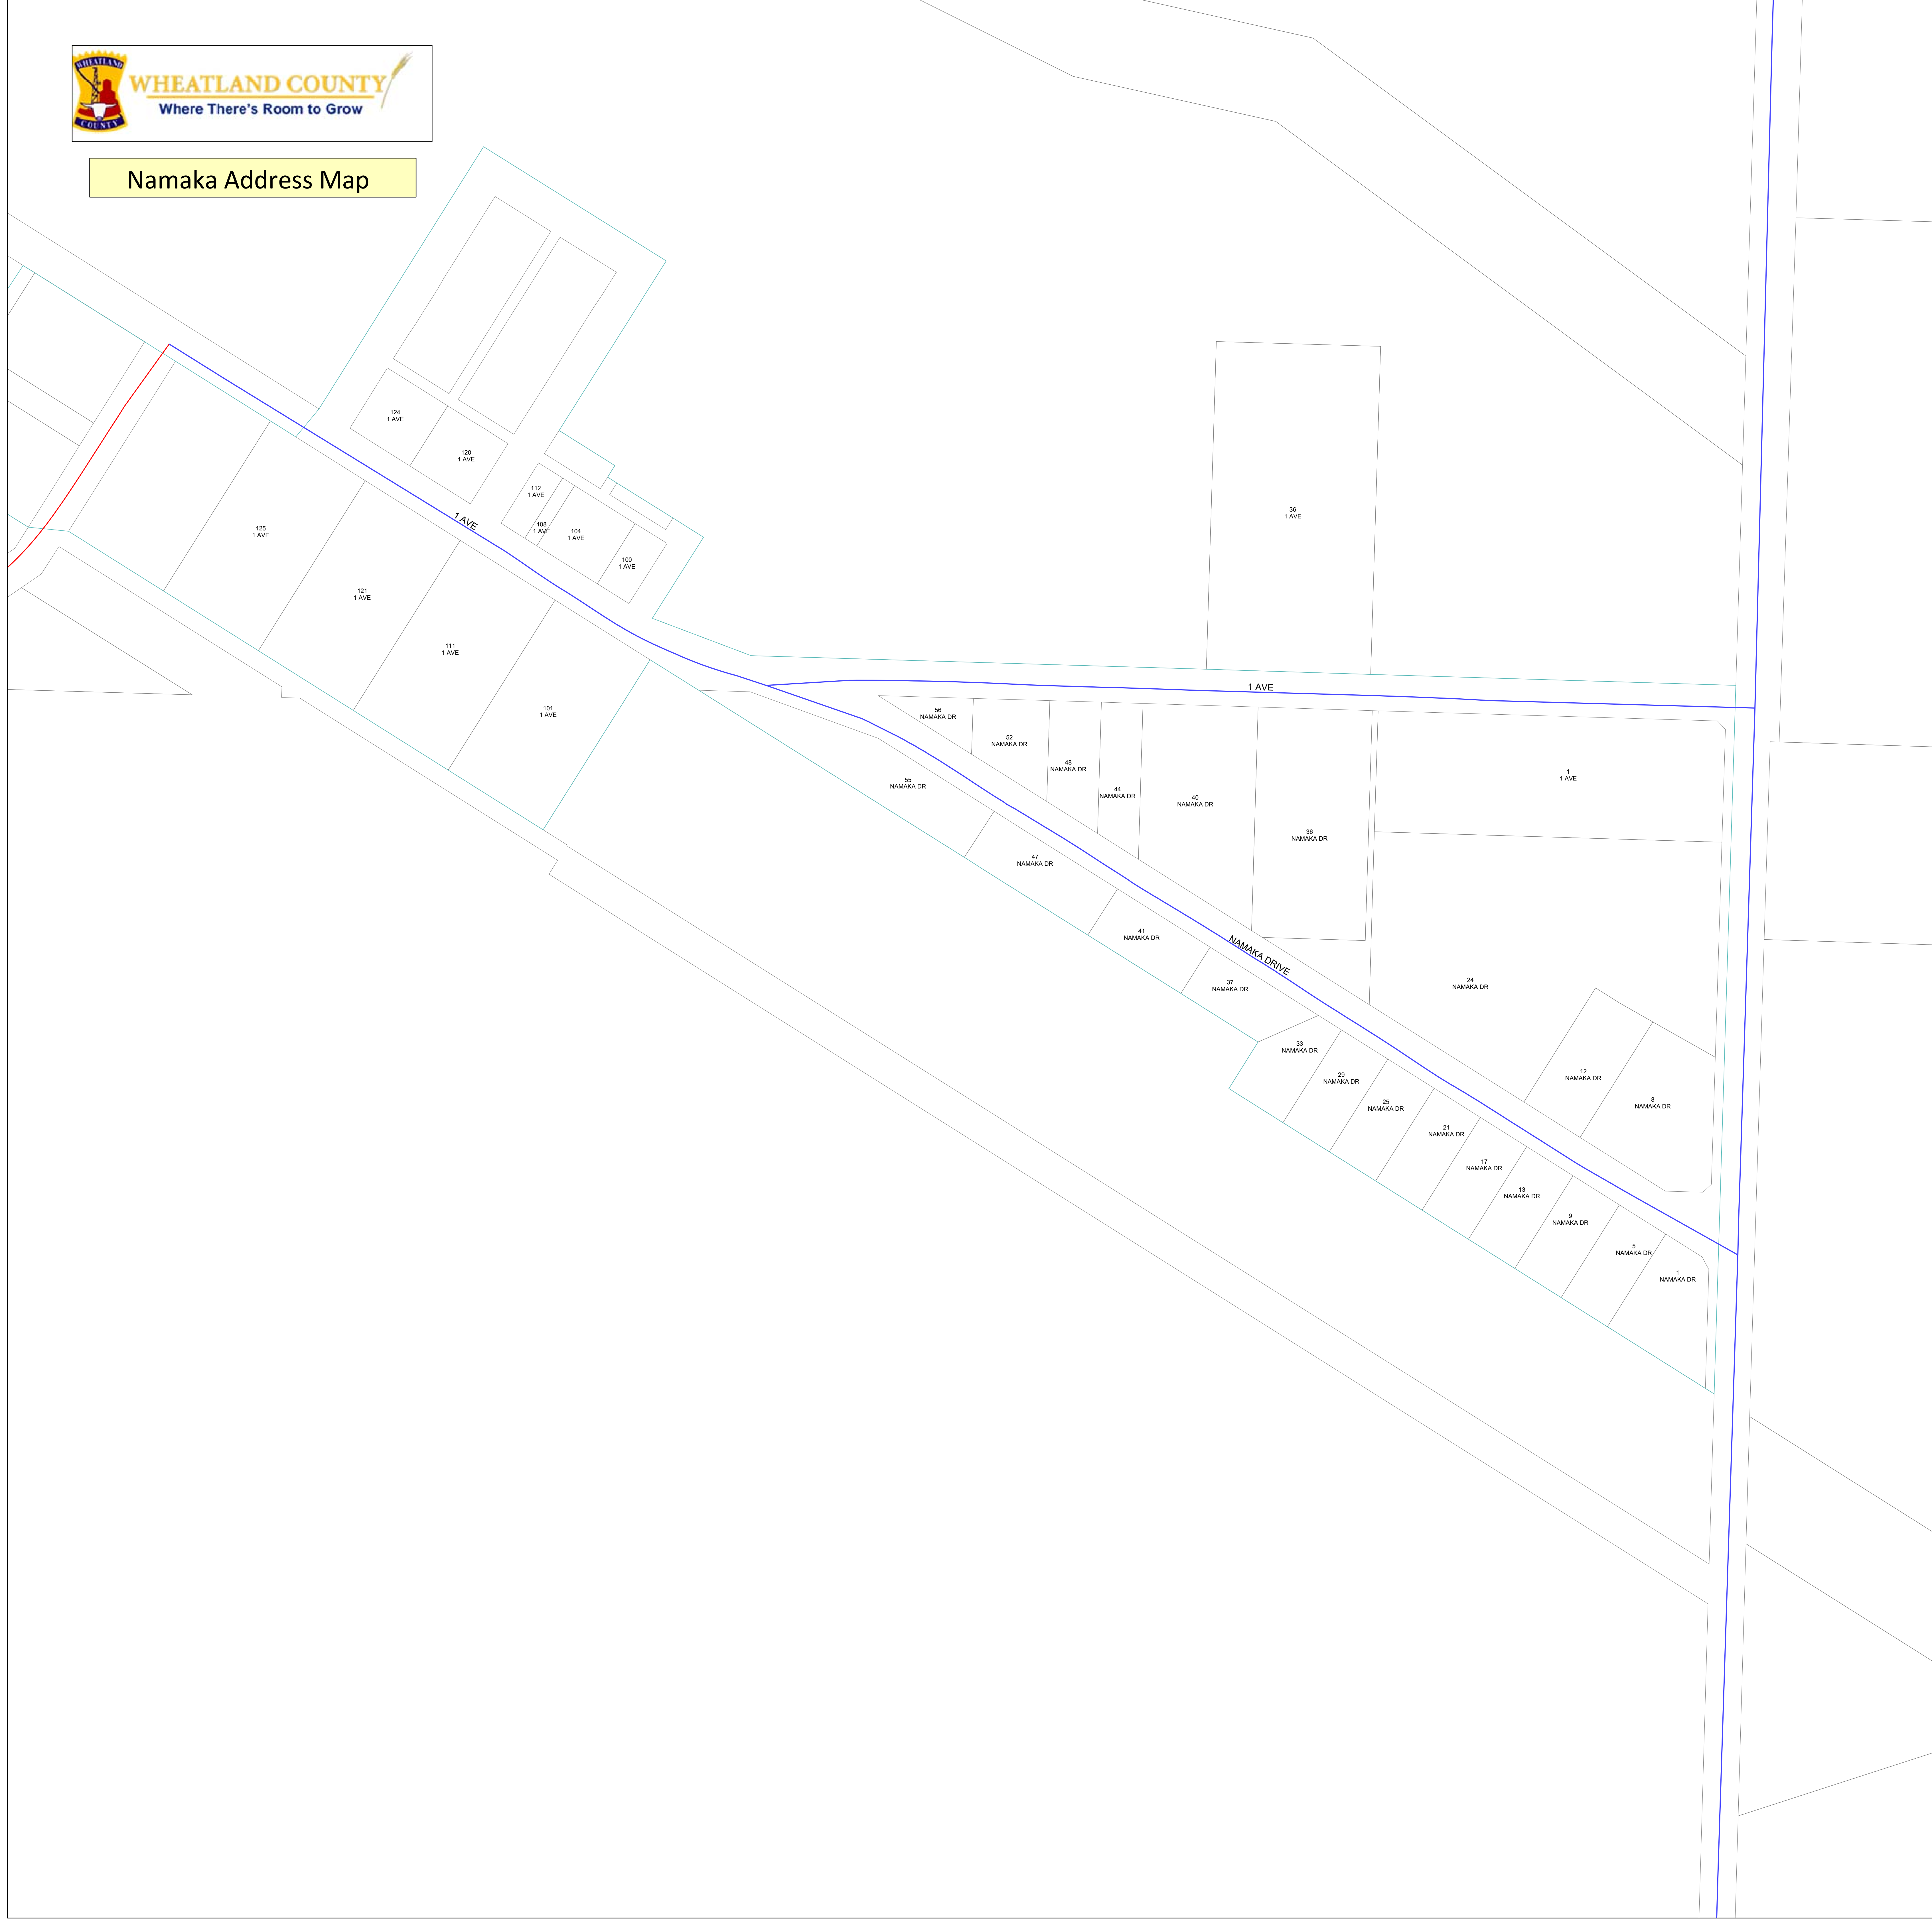 WHEATLAND
COUNTY
WHEATLAND COUNTY
Where There's Room to Grow
Namaka Address Map
124
1 AVE
120
1 AVE
112
1 AVE
108
1 AVE
104
1 AVE
100
1 AVE
1 AVE
125
1 AVE
121
1 AVE
111
1 AVE
101
1 AVE
36
1 AVE
1 AVE
56
NAMAKA DR
52
NAMAKA DR
48
NAMAKA DR
44
NAMAKA DR
40
NAMAKA DR
36
NAMAKA DR
1
1 AVE
55
NAMAKA DR
47
NAMAKA DR
41
NAMAKA DR
37
NAMAKA DR
NAMAKA DRIVE
24
NAMAKA DR
12
NAMAKA DR
8
NAMAKA DR
33
NAMAKA DR
29
NAMAKA DR
25
NAMAKA DR
21
NAMAKA DR
17
NAMAKA DR
13
NAMAKA DR
9
NAMAKA DR
5
NAMAKA DR
1
NAMAKA DR